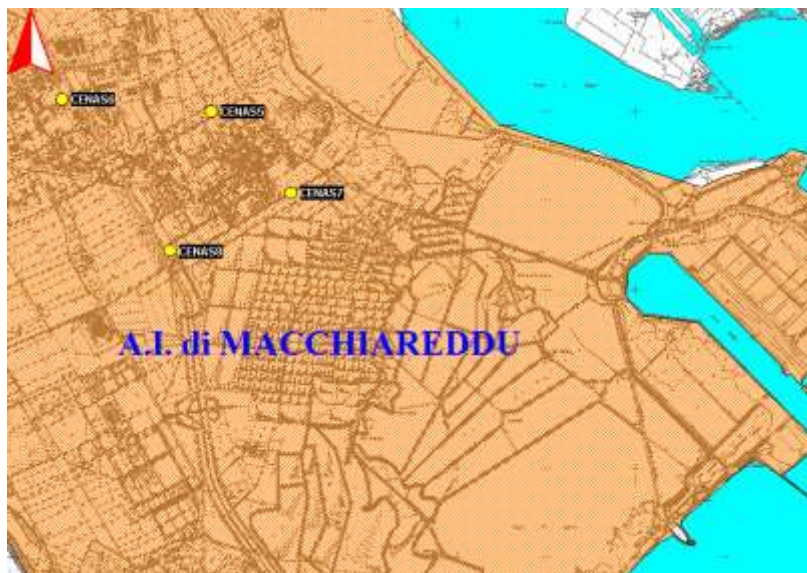 CENAS6
CENAS5
CENAS7
CENAS8
A.I. di MACCHIAREDDU